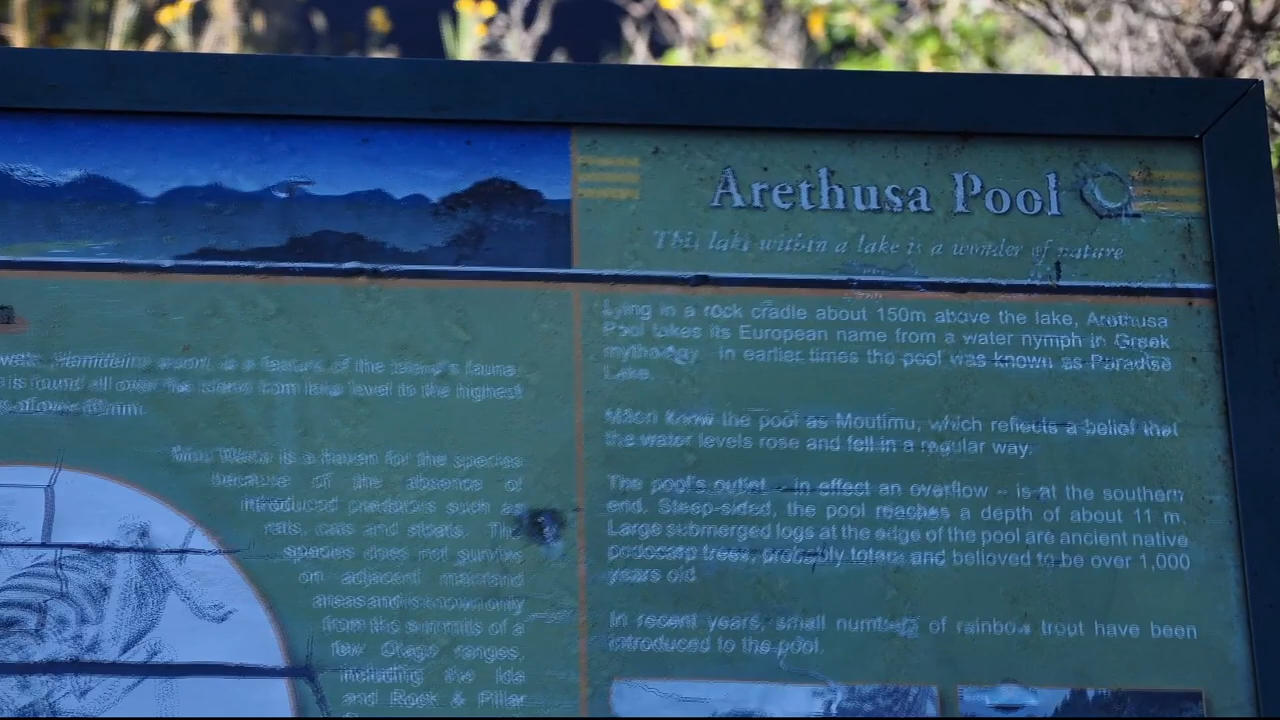 Arethusa Pool
This lake within a lake is a wonder of nature
Lying in a rock cradle about 150m above the lake, Arethusa
Pool takes its European name from a water nymph in Greek
mythology. In earlier times the pool was known as Paradise
Lake.
Māori knew the pool as Moutimu, which reflects a belief that
the water levels rose and fell in a regular way.
The pool's outlet – in effect an overflow – is at the southern
end. Steep-sided, the pool reaches a depth of about 11 m.
Large submerged logs at the edge of the pool are ancient native
podocarp trees, probably totara and believed to be over 1,000
years old.
In recent years, small numbers of rainbow trout have been
introduced to the pool.
is a feature of the island's fauna.
is found all over the island from lake level to the highest
is a haven for the species
because of the absence of
introduced predators such as
rats, cats and stoats. The
species does not survive
on adjacent mainland
areas and is known only
from the summits of a
few Otago ranges,
including the Ida
and Rock & Pillar